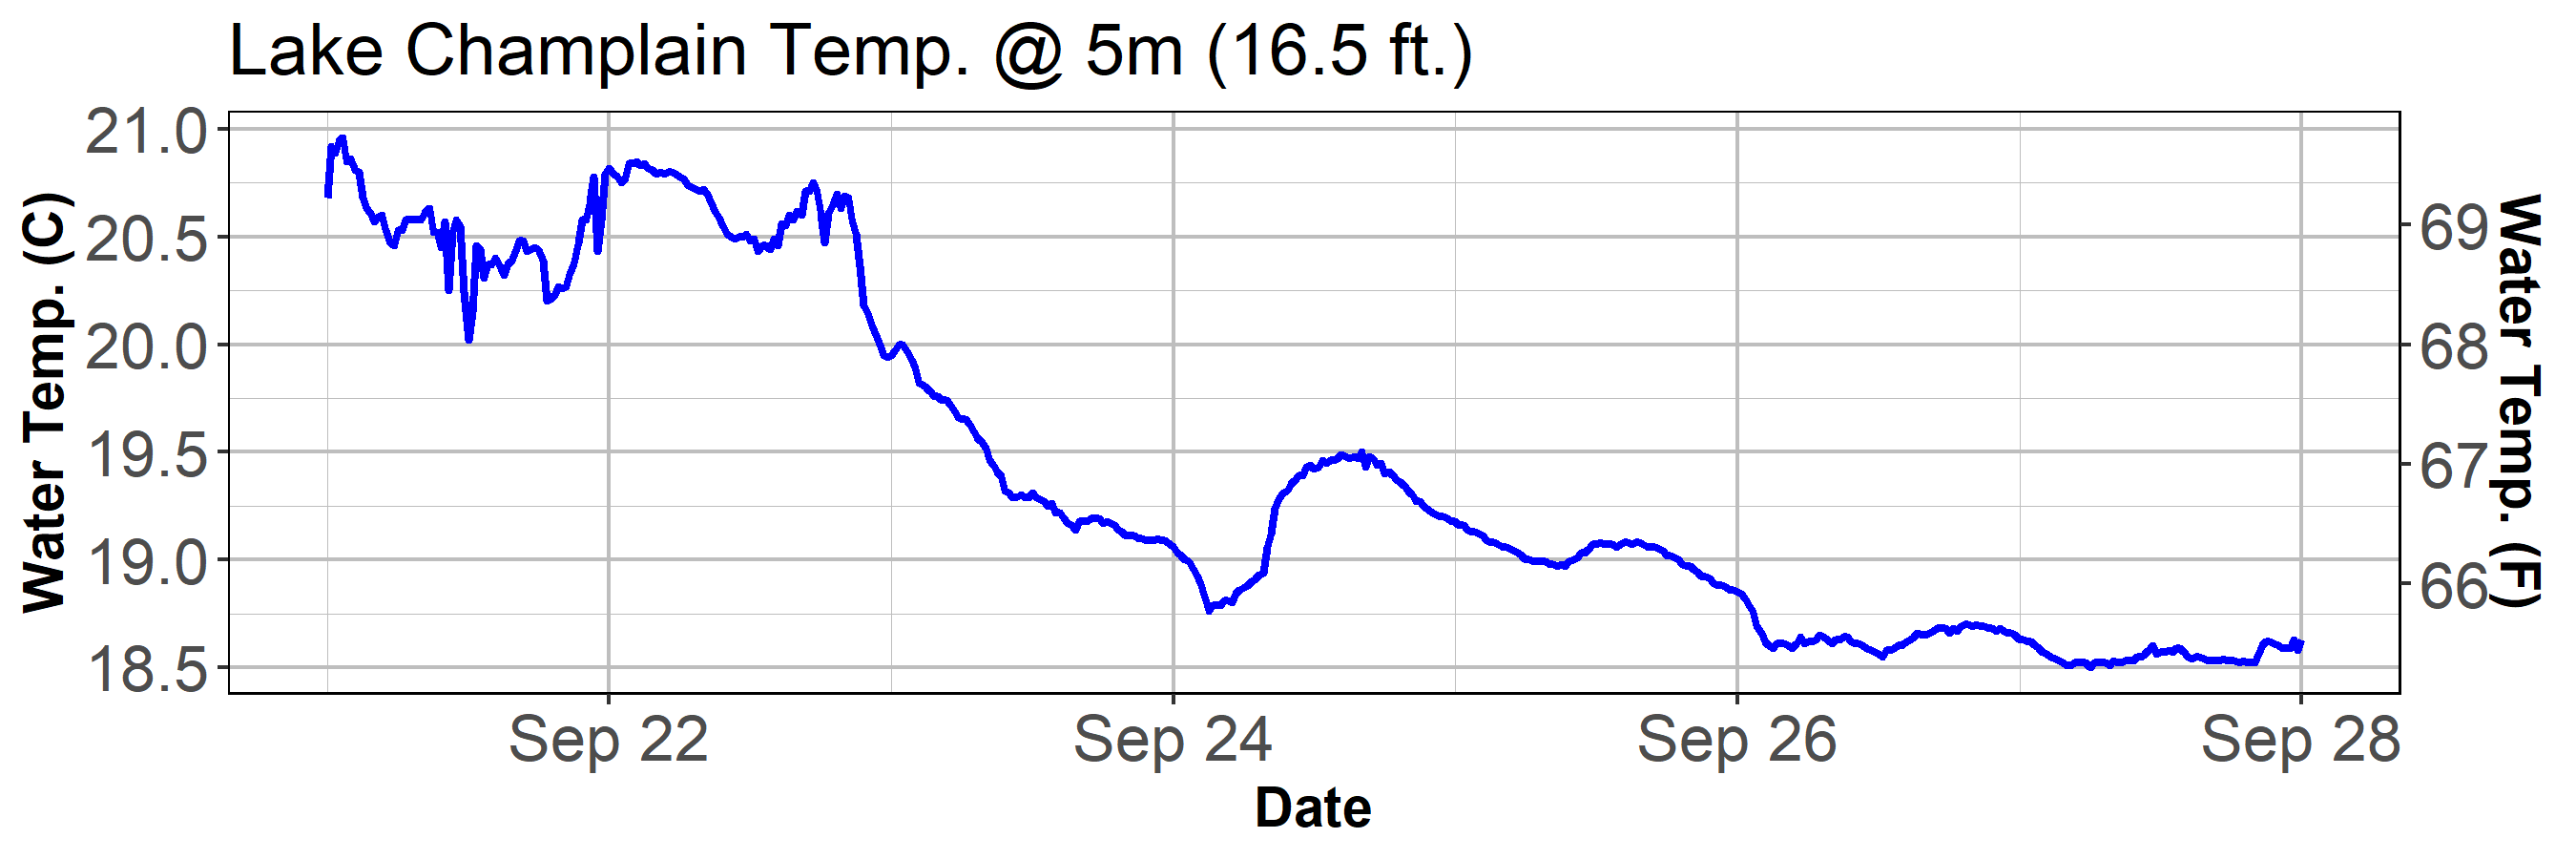 Lake Champlain Temp. @ 5m (16.5 ft.)
Water Temp. (C)
21.0
20.5
20.0
19.5
19.0
18.5
69
68
67
66
Water Temp. (F)
Sep 22
Sep 24
Sep 26
Sep 28
Date